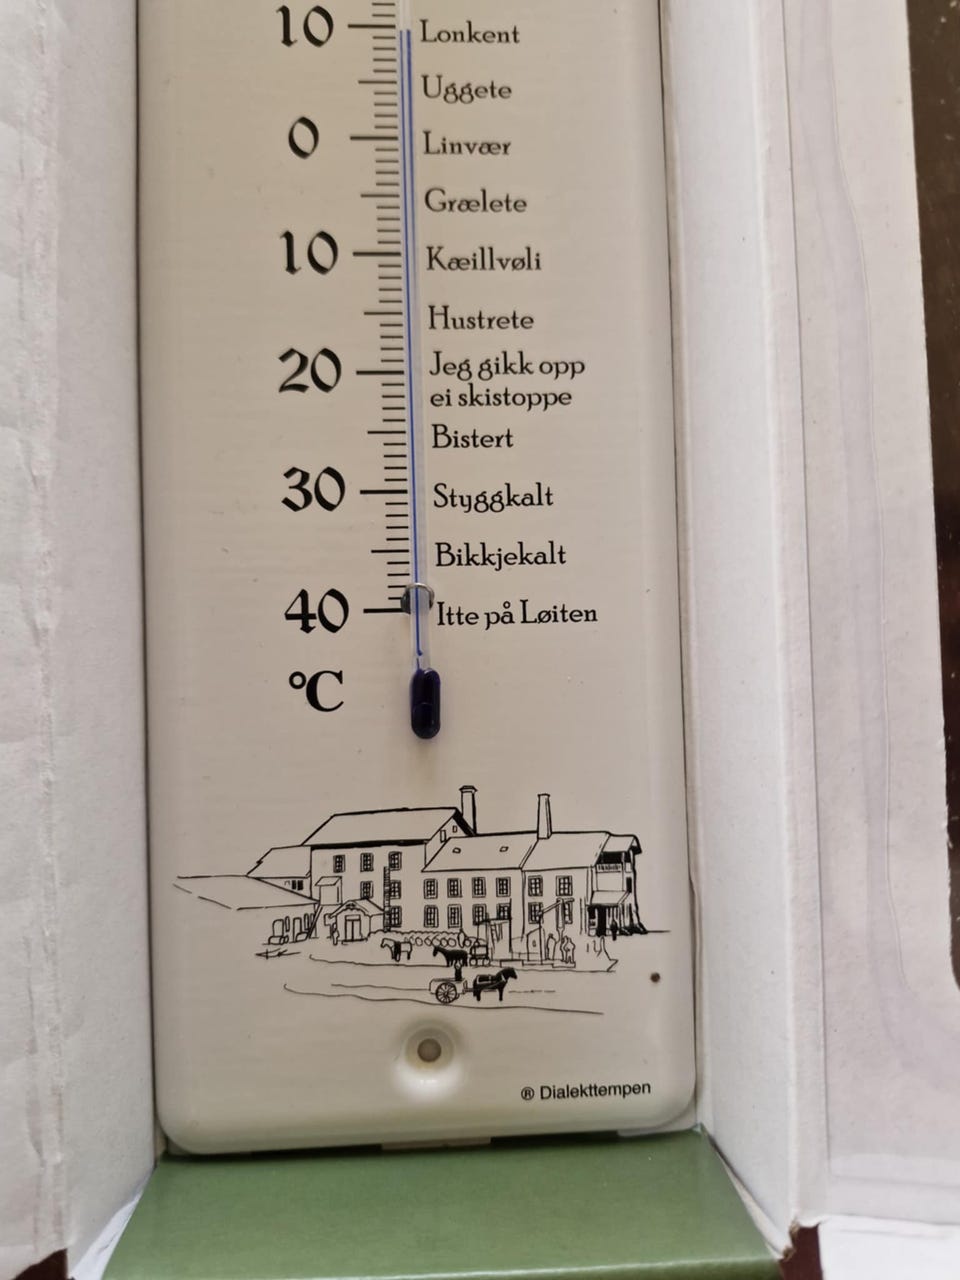 10 Lonkent
Uggete
0 Linvær
Grælete
10 Kæillvøli
Hustrete
20 Jeg gikk opp
ei skistoppe
Bistert
30 Styggkalt
Bikkjekalt
40 Itte på Løiten
°C
® Dialekttempen